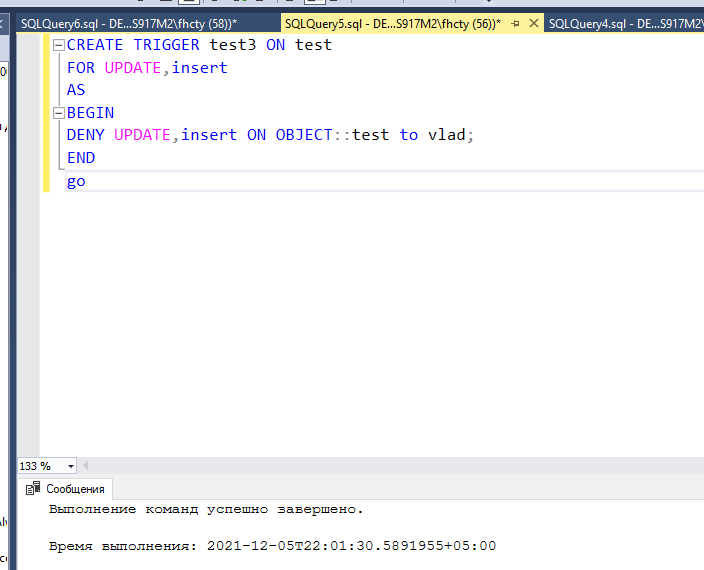 SQLQuery6.sql - DE...S917M2\fhcty (58))*
SQLQuery5.sql - DE...S917M2\fhcty (56))*
SQLQuery4.sql - DE...S917M2\
CREATE TRIGGER test3 ON test
FOR UPDATE,insert
AS
BEGIN
DENY UPDATE,insert ON OBJECT::test to vlad;
END
go
133 %
Сообщения
Выполнение команд успешно завершено.
Время выполнения: 2021-12-05T22:01:30.5891955+05:00